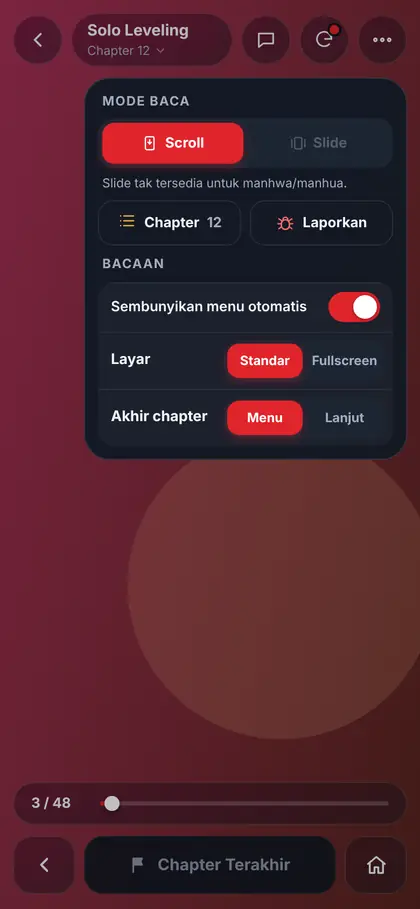 Solo Leveling
Chapter 12
MODE BACA
Scroll
Slide
Slide tak tersedia untuk manhwa/manhua.
Chapter 12
Laporkan
BACAAN
Sembunyikan menu otomatis
Layar
Standar
Fullscreen
Akhir chapter
Menu
Lanjut
3 / 48
Chapter Terakhir